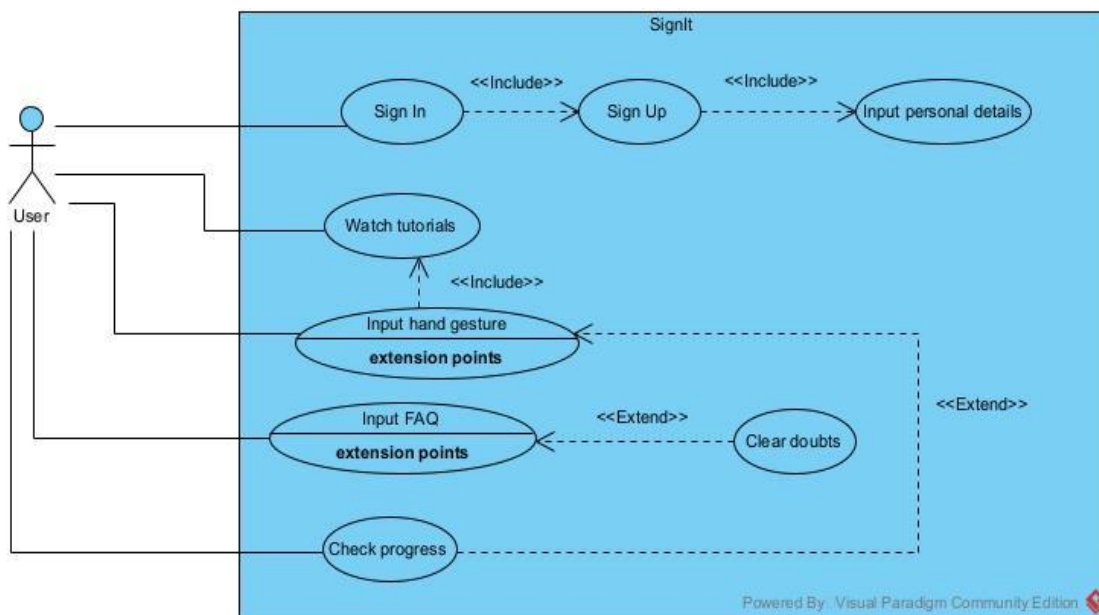 SignIt
Sign In
<<Include>>
Sign Up
<<Include>>
Input personal details
User
Watch tutorials
<<Include>>
Input hand gesture
extension points
<<Extend>>
Input FAQ
extension points
<<Extend>>
Clear doubts
Check progress
Powered By Visual Paradigm Community Edition